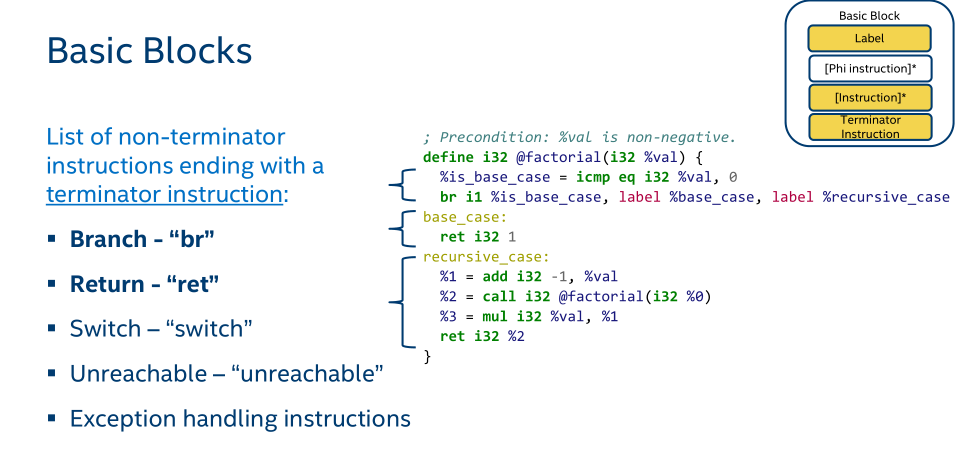 Basic Blocks
Basic Block
Label
[Phi instruction]*
[Instruction]*
Terminator
Instruction
List of non-terminator
instructions ending with a
terminator instruction:
▪ Branch - “br”
▪ Return - “ret”
▪ Switch – “switch”
▪ Unreachable – “unreachable”
▪ Exception handling instructions
; Precondition: %val is non-negative.
define i32 @factorial(i32 %val) {
%is_base_case = icmp eq i32 %val, 0
br i1 %is_base_case, label %base_case, label %recursive_case
base_case:
ret i32 1
recursive_case:
%1 = add i32 -1, %val
%2 = call i32 @factorial(i32 %0)
%3 = mul i32 %val, %1
ret i32 %2
}